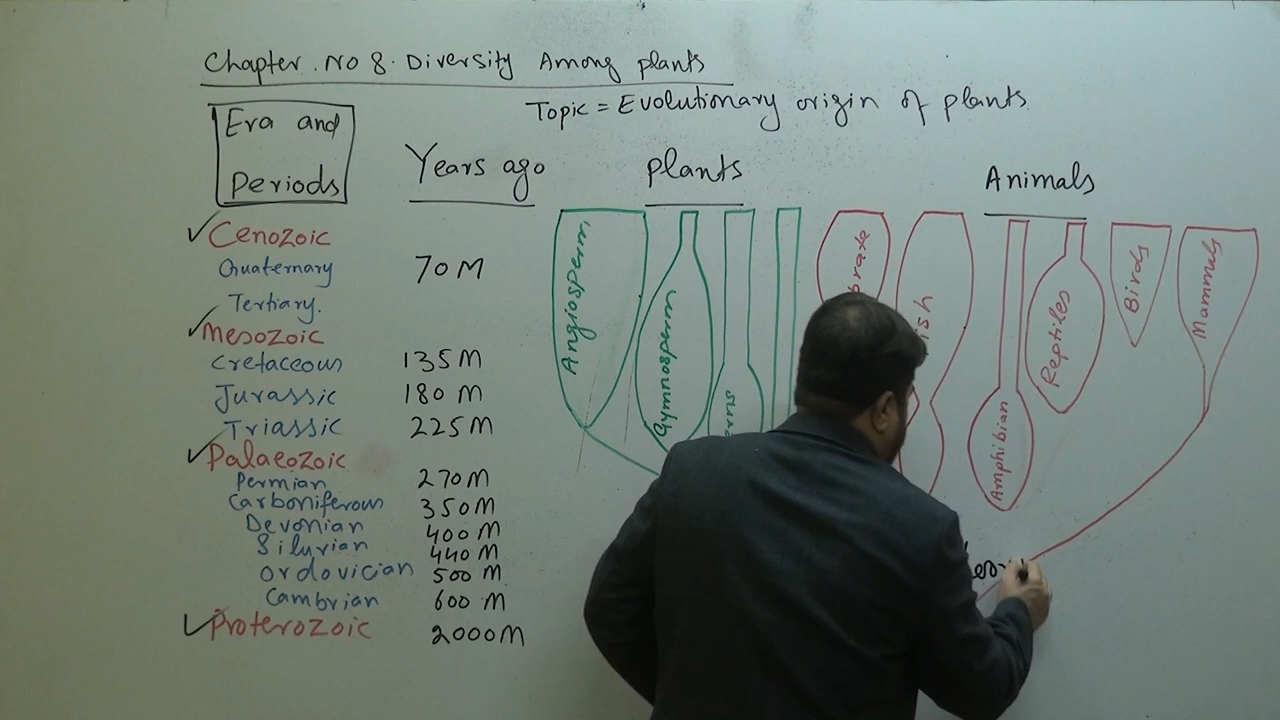 Chapter. No 8. Diversity Among plants
Topic = Evolutionary origin of plants
Era and
Periods
Years ago
plants
Animals
Cenozoic
Quaternary 70 M
Tertiary.
Mesozoic
Cretaceous 135 M
Jurassic 180 M
Triassic 225 M
Palaeozoic
Permian 270 M
Carboniferous 350 M
Devonian 400 M
Silurian 440 M
Ordovician 500 M
Cambrian 600 M
Proterozoic 2000 M
Angiosperm
Gymnosperm
Amphibian
Reptiles
Birds
Mammals